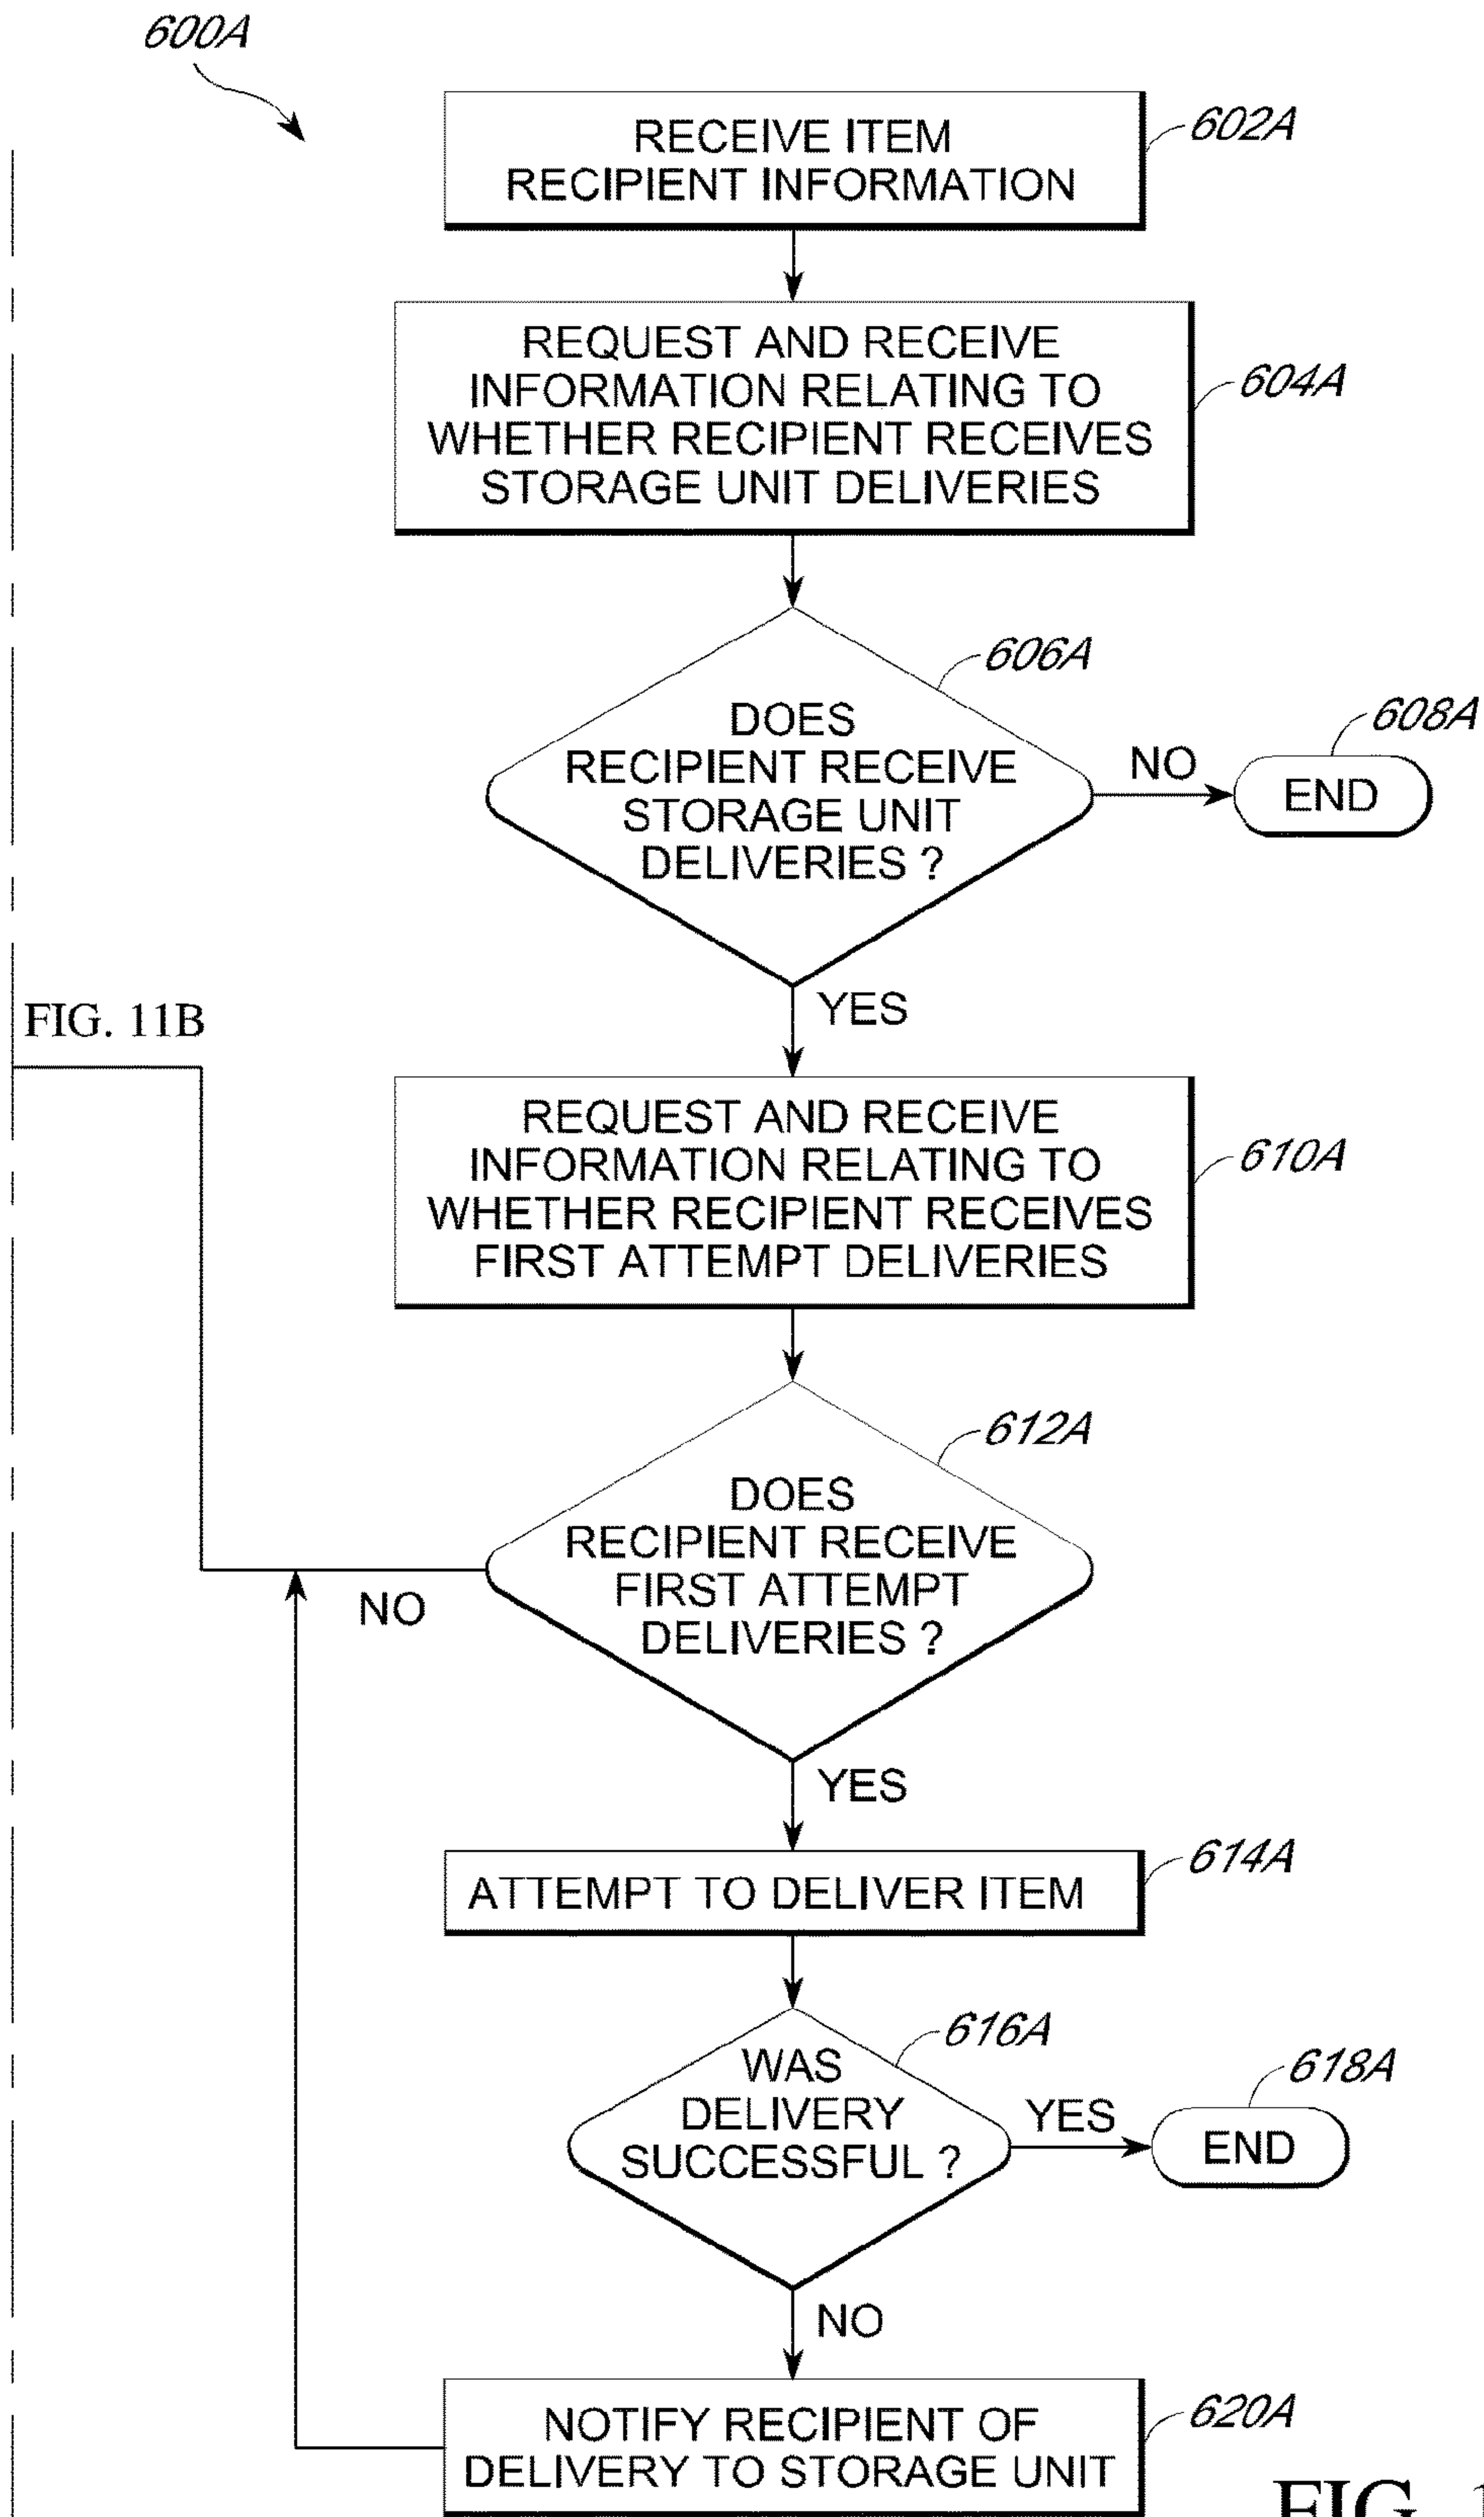 600A
RECEIVE ITEM
RECIPIENT INFORMATION
602A
REQUEST AND RECEIVE
INFORMATION RELATING TO
WHETHER RECIPIENT RECEIVES
STORAGE UNIT DELIVERIES
604A
606A
DOES
RECIPIENT RECEIVE
STORAGE UNIT
DELIVERIES ?
NO
608A
END
YES
FIG. 11B
REQUEST AND RECEIVE
INFORMATION RELATING TO
WHETHER RECIPIENT RECEIVES
FIRST ATTEMPT DELIVERIES
610A
612A
DOES
RECIPIENT RECEIVE
FIRST ATTEMPT
DELIVERIES ?
NO
YES
ATTEMPT TO DELIVER ITEM
614A
616A
WAS
DELIVERY
SUCCESSFUL ?
YES
618A
END
NO
NOTIFY RECIPIENT OF
DELIVERY TO STORAGE UNIT
620A
FIG.